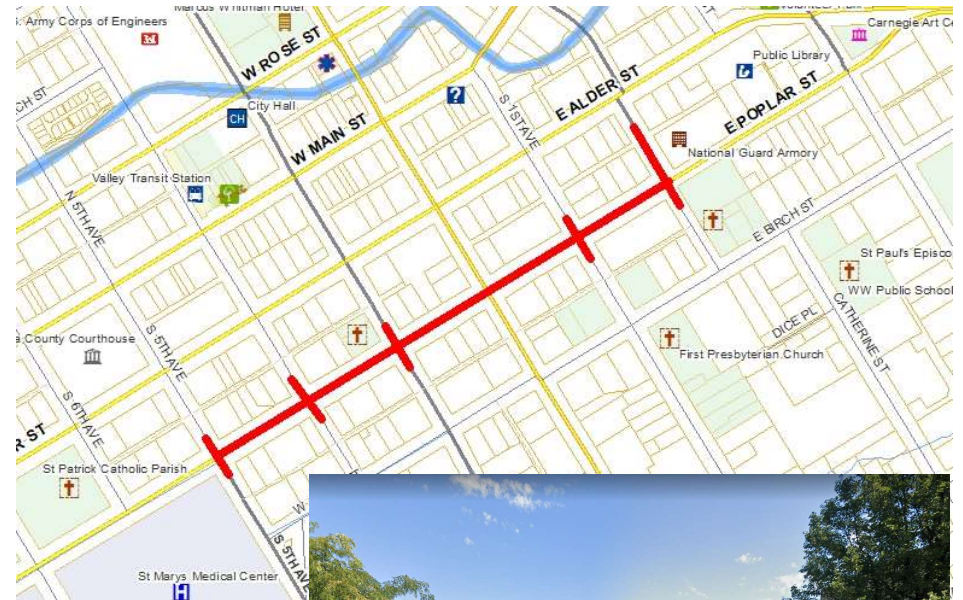 Marcus Whitman Hotel
Army Corps of Engineers
Carnegie Art
W ROSE ST
Public Library
CH ST
E ALDER ST
City Hall
CH
?
S 1ST AVE
E POPLAR ST
W MAIN ST
National Guard Armory
Valley Transit Station
N 5TH AVE
E BIRCH ST
St Paul's Episco
WW Public School
CATHERINE ST
DICE PL
County Courthouse
S 5TH AVE
First Presbyterian Church
S 6TH AVE
R ST
St Patrick Catholic Parish
W
S 5TH AVE
St Marys Medical Center
H